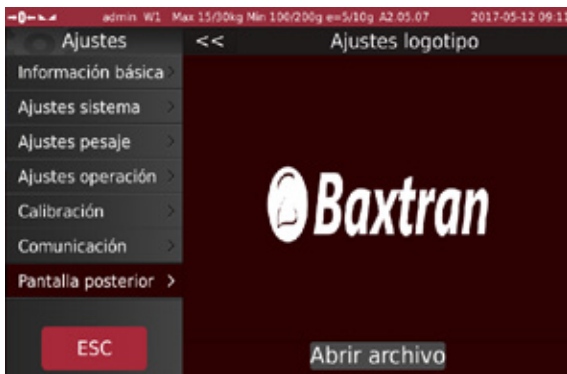 admin W1 Max 15/30kg Min 100/200g e=5/10g A2.05.07 2017-05-12 09:11
Ajustes
<< Ajustes logotipo
Información básica >
Ajustes sistema >
Ajustes pesaje >
Ajustes operación >
Calibración >
Comunicación >
Pantalla posterior >
Baxtran
ESC
Abrir archivo